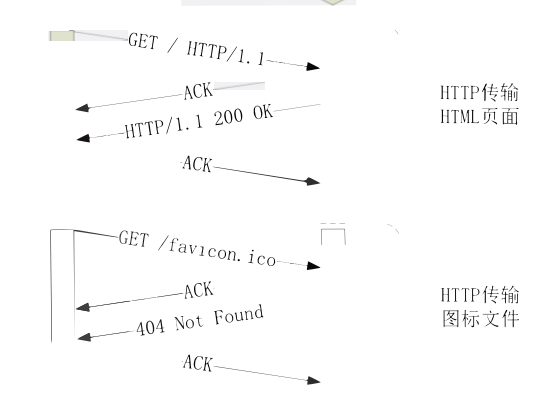 GET / HTTP/1.1
ACK
HTTP/1.1 200 OK
ACK
HTTP传输
HTML页面
GET /favicon.ico
ACK
404 Not Found
ACK
HTTP传输
图标文件